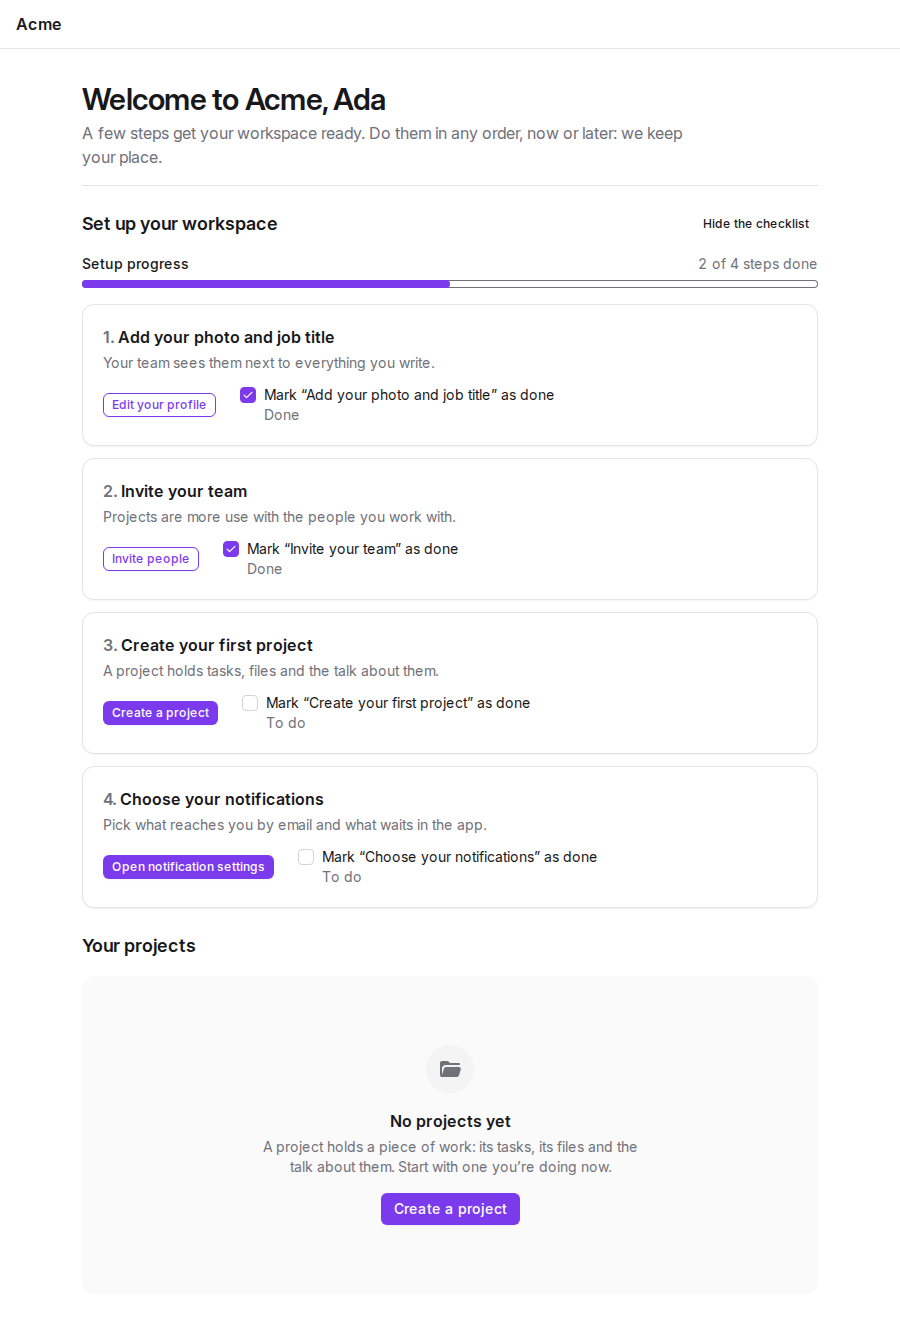 Acme
Welcome to Acme, Ada
A few steps get your workspace ready. Do them in any order, now or later: we keep
your place.
Set up your workspace
Hide the checklist
Setup progress
2 of 4 steps done
1. Add your photo and job title
Your team sees them next to everything you write.
Edit your profile
Mark “Add your photo and job title” as done
Done
2. Invite your team
Projects are more use with the people you work with.
Invite people
Mark “Invite your team” as done
Done
3. Create your first project
A project holds tasks, files and the talk about them.
Create a project
Mark “Create your first project” as done
To do
4. Choose your notifications
Pick what reaches you by email and what waits in the app.
Open notification settings
Mark “Choose your notifications” as done
To do
Your projects
No projects yet
A project holds a piece of work: its tasks, its files and the
talk about them. Start with one you’re doing now.
Create a project